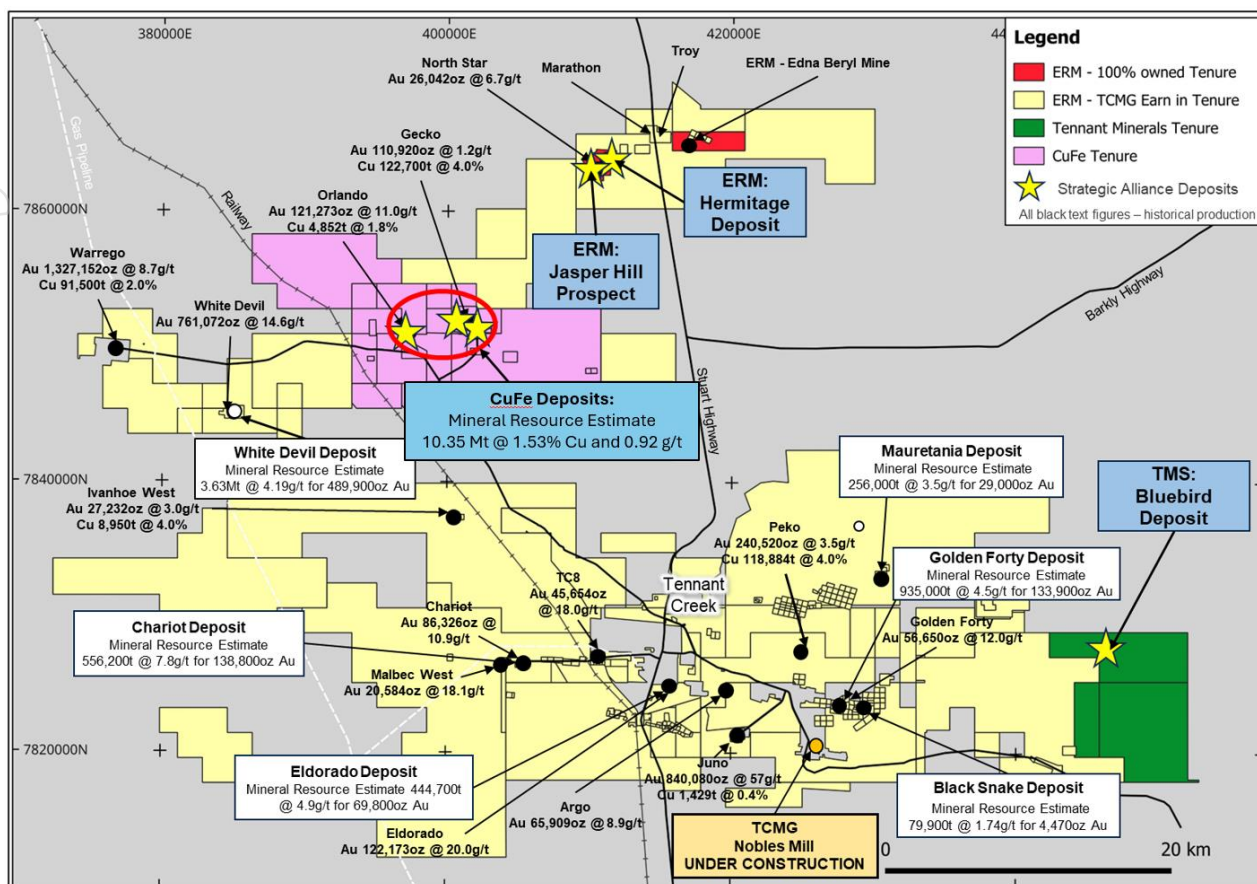 380000E
400000E
420000E
44
7860000N
7840000N
7820000N
Legend
ERM - 100% owned Tenure
ERM - TCMG Earn in Tenure
Tennant Minerals Tenure
CuFe Tenure
Strategic Alliance Deposits
All black text figures – historical production
North Star
Au 26,042oz @ 6.7g/t
Marathon
Troy
ERM - Edna Beryl Mine
Gecko
Au 110,920oz @ 1.2g/t
Cu 122,700t @ 4.0%
Orlando
Au 121,273oz @ 11.0g/t
Cu 4,852t @ 1.8%
ERM:
Hermitage
Deposit
ERM:
Jasper Hill
Prospect
Gas Pipeline
Railway
Warrego
Au 1,327,152oz @ 8.7g/t
Cu 91,500t @ 2.0%
White Devil
Au 761,072oz @ 14.6g/t
Barkly Highway
Stuart Highway
CuFe Deposits:
Mineral Resource Estimate
10.35 Mt @ 1.53% Cu and 0.92 g/t
White Devil Deposit
Mineral Resource Estimate
3.63Mt @ 4.19g/t for 489,900oz Au
Mauretania Deposit
Mineral Resource Estimate
256,000t @ 3.5g/t for 29,000oz Au
TMS:
Bluebird
Deposit
Ivanhoe West
Au 27,232oz @ 3.0g/t
Cu 8,950t @ 4.0%
Peko
Au 240,520oz @ 3.5g/t
Cu 118,884t @ 4.0%
Golden Forty Deposit
Mineral Resource Estimate
935,000t @ 4.5g/t for 133,900oz Au
Tennant
Creek
TC8
Au 45,654oz
@ 18.0g/t
Chariot
Au 86,326oz @
10.9g/t
Golden Forty
Au 56,650oz @ 12.0g/t
Chariot Deposit
Mineral Resource Estimate
556,200t @ 7.8g/t for 138,800oz Au
Malbec West
Au 20,584oz @ 18.1g/t
Eldorado Deposit
Mineral Resource Estimate 444,700t
@ 4.9g/t for 69,800oz Au
Juno
Au 840,080oz @ 57g/t
Cu 1,429t @ 0.4%
Black Snake Deposit
Mineral Resource Estimate
79,900t @ 1.74g/t for 4,470oz Au
Argo
Au 65,909oz @ 8.9g/t
Eldorado
Au 122,173oz @ 20.0g/t
TCMG
Nobles Mill
UNDER CONSTRUCTION
0
20 km